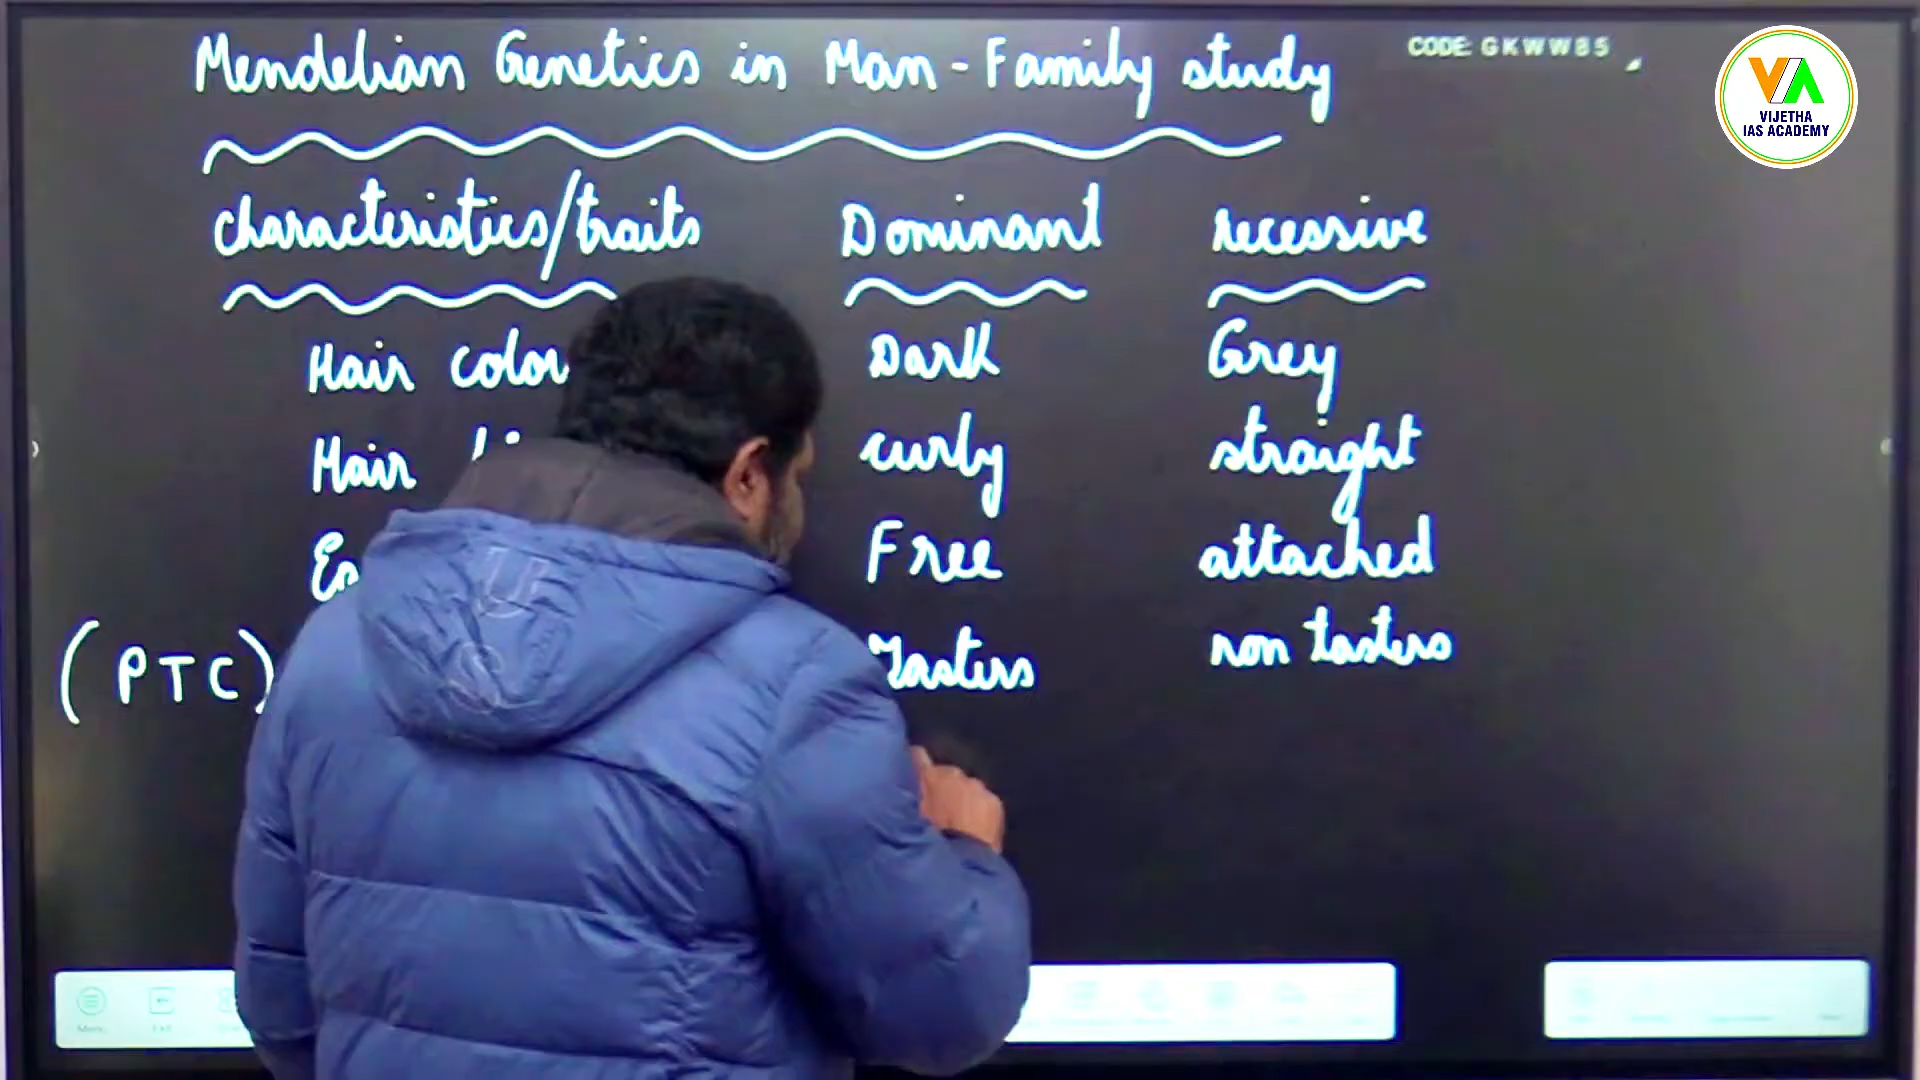 Mendelian Genetics in Man - Family study
CODE: GKWW85
VIJETHA
IAS ACADEMY
characteristics/traits Dominant recessive
Hair Dark Grey
Hair curly straight
Free attached
(PTC) Tasters non tasters